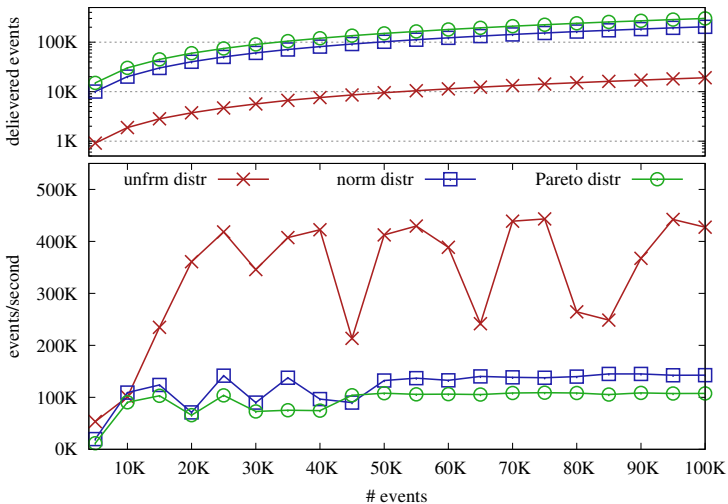 delievered events
100K
10K
1K
unfrm distr norm distr Pareto distr
events/second
500K
400K
300K
200K
100K
0K
10K 20K 30K 40K 50K 60K 70K 80K 90K 100K
# events